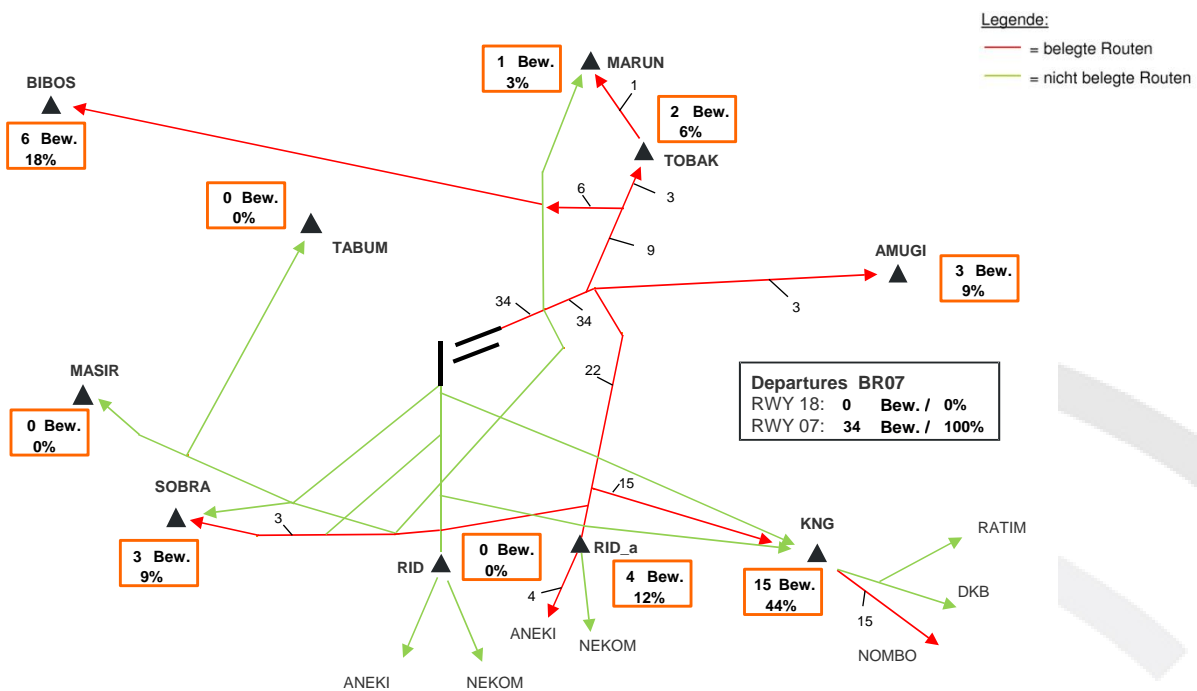 Legende:
= belegte Routen
= nicht belegte Routen
1 Bew.
3%
MARUN
1
BIBOS
6 Bew.
18%
2 Bew.
6%
TOBAK
0 Bew.
0%
TABUM
6
3
9
AMUGI
3 Bew.
9%
3
34
34
22
MASIR
0 Bew.
0%
Departures BR07
RWY 18: 0 Bew. / 0%
RWY 07: 34 Bew. / 100%
SOBRA
3
3 Bew.
9%
15
KNG
15 Bew.
44%
RATIM
DKB
15
NOMBO
RID
0 Bew.
0%
RID_a
4 Bew.
12%
4
ANEKI
NEKOM
ANEKI
NEKOM